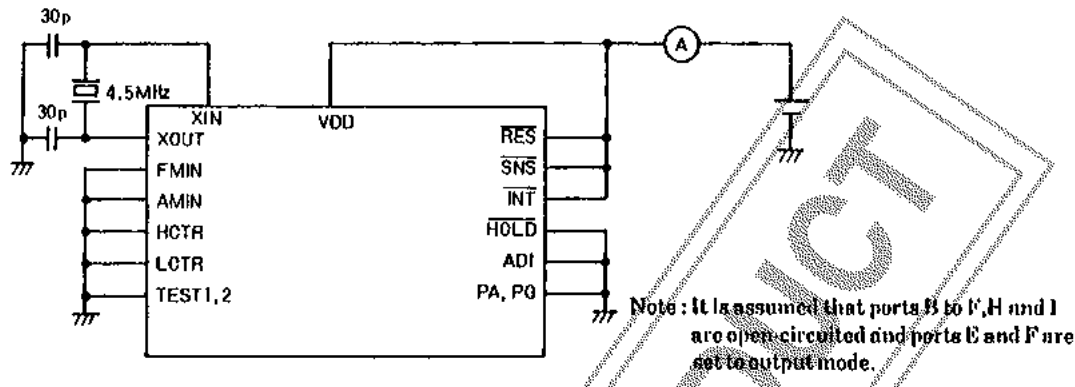 30p
4.5MHz
30p
XIN
VDD
A
XOUT
FMIN
AMIN
HCTR
LCTR
TEST1,2
RES
SNS
INT
HOLD
ADI
PA, PG
Note : It is assumed that ports B to F, H and I
are open-circuited and ports E and F are
set to output mode.
DUCT